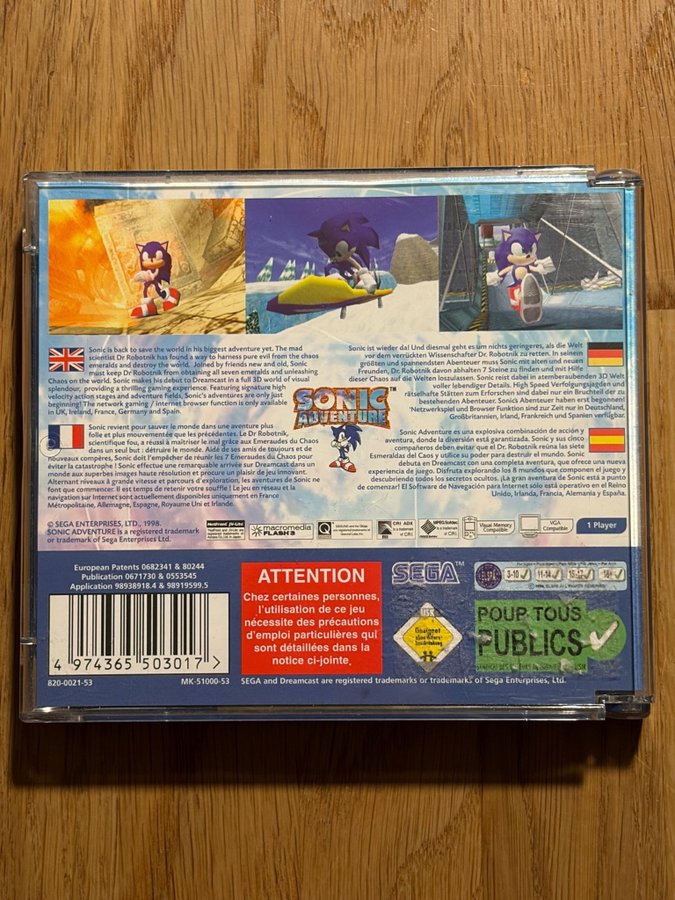 Sonic is back to save the world in his biggest adventure yet. The mad
scientist Dr Robotnik has found a way to harness pure evil from the chaos
emeralds and destroy the world. Joined by friends new and old, Sonic
must keep Dr Robotnik from obtaining all seven emeralds and unleashing
Chaos on the world. Sonic makes his debut to Dreamcast in a full 3D world of visual
splendour, providing a thrilling gaming experience. Featuring signature high
velocity action stages and adventure fields, Sonic's adventures are only just
beginning! The network gaming / internet browser function is only available
in UK, Ireland, France, Germany and Spain.
Sonic revient pour sauver le monde dans une aventure plus
folle et plus mouvementée que les précédentes. Le Dr Robotnik,
scientifique fou, a réussi à maîtriser le mal grâce aux Emeraudes du Chaos
dans un seul but : détruire le monde. Aidé de ses amis de toujours et de
nouveaux compères, Sonic doit l'empêcher de réunir les 7 Emeraudes du Chaos pour
éviter la catastrophe ! Sonic effectue une remarquable arrivée sur Dreamcast dans un
monde aux superbes images haute résolution et procure un plaisir de jeu innovant.
Alternant niveaux à grande vitesse et parcours d'exploration, les aventures de Sonic ne
font que commencer. Il est temps de retenir votre souffle ! Le jeu en réseau et la
navigation sur Internet sont actuellement disponibles uniquement en France
Métropolitaine, Allemagne, Espagne, Royaume Uni et Irlande.
Sonic ist wieder da! Und diesmal geht es um nichts geringeres, als die Welt
vor dem verrückten Wissenschafter Dr. Robotnik zu retten. In seinem
größten und spannendsten Abenteuer muss Sonic mit alten und neuen
Freunden, Dr. Robotnik davon abhalten 7 Steine zu finden und mit Hilfe
dieser Chaos auf die Welten loszulassen. Sonic reist dabei in atemberaubenden 3D Welten
voller lebendiger Details. High Speed Verfolgungsjagden und
rätselhafte Stätten zum Erforschen sind dabei nur ein Bruchteil der zu
bestehenden Abenteuer. Sonics Abenteuer haben erst begonnen!
'Netzwerkspiel und Browser Funktion sind zur Zeit nur in Deutschland,
Großbritannien, Irland, Frankreich und Spanien verfügbar.
Sonic Adventure es una explosiva combinación de acción y
aventura, donde la diversión está garantizada. Sonic y sus cinco
compañeros deben evitar que el Dr. Robotnik reúna las siete
Esmeraldas del Caos y utilice su poder para destruir el mundo. Sonic
debuta en Dreamcast con una completa aventura, que ofrece una nueva
experiencia de juego. Disfruta explorando los 8 mundos que componen el juego y
descubriendo todos los secretos ocultos. ¡La gran aventura de Sonic está a punto
de comenzar! El Software de Navegación para Internet sólo está operativo en el Reino
Unido, Irlanda, Francia, Alemania y España.
SONIC
ADVENTURE
© SEGA ENTERPRISES, LTD., 1998.
SONIC ADVENTURE is a registered trademark
or trademark of Sega Enterprises Ltd.
macromedia
FLASH 3
CRI ADX
MPEG Sofdec
Visual Memory
Compatible
VGA
Compatible
1 Player
European Patents 0682341 & 80244
Publication 0671730 & 0553545
Application 98938918.4 & 98919599.5
4 974365 503017 >
820-0021-53
MK-51000-53
ATTENTION
Chez certaines personnes,
l'utilisation de ce jeu
nécessite des précautions
d'emploi particulières qui
sont détaillées dans la
notice ci-jointe.
SEGA™
USK
Geeignet
ELSPA
3-10
11-14
15-17
18+
POUR TOUS
PUBLICS
SEGA and Dreamcast are registered trademarks or trademarks of Sega Enterprises, Ltd.